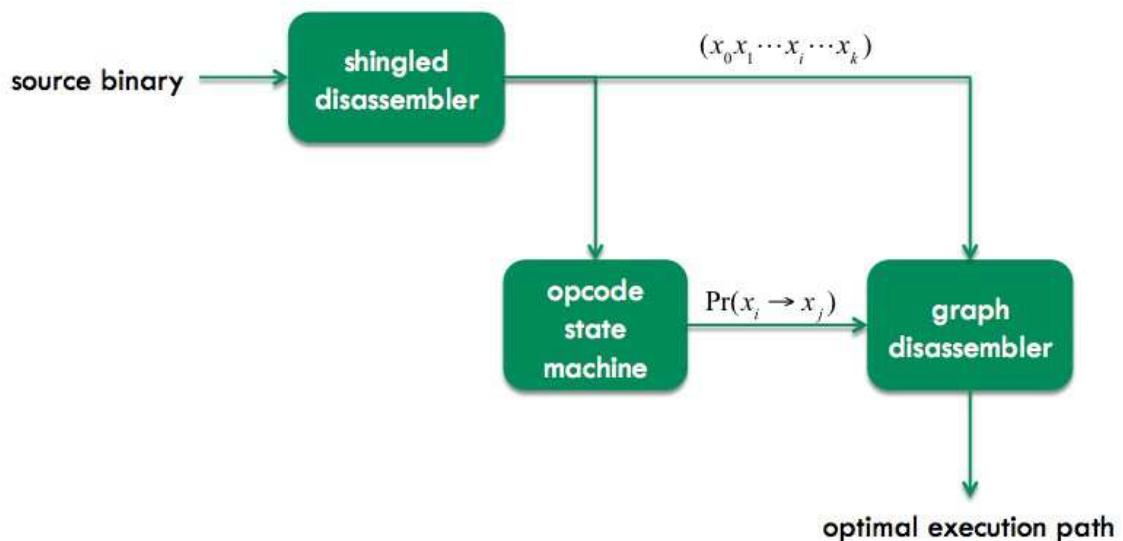 source binary
shingled
disassembler
(x₀x₁⋯xᵢ⋯xₖ)
opcode
state
machine
Pr(xᵢ → xⱼ)
graph
disassembler
optimal execution path